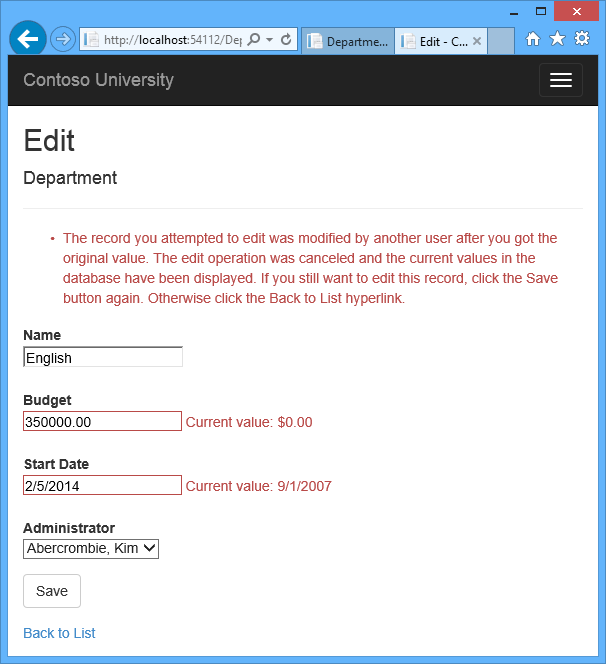 http://localhost:54112/De
Departme...
Edit - C...
Contoso University
Edit
Department
• The record you attempted to edit was modified by another user after you got the
original value. The edit operation was canceled and the current values in the
database have been displayed. If you still want to edit this record, click the Save
button again. Otherwise click the Back to List hyperlink.
Name
English
Budget
350000.00 Current value: $0.00
Start Date
2/5/2014 Current value: 9/1/2007
Administrator
Abercrombie, Kim
Save
Back to List